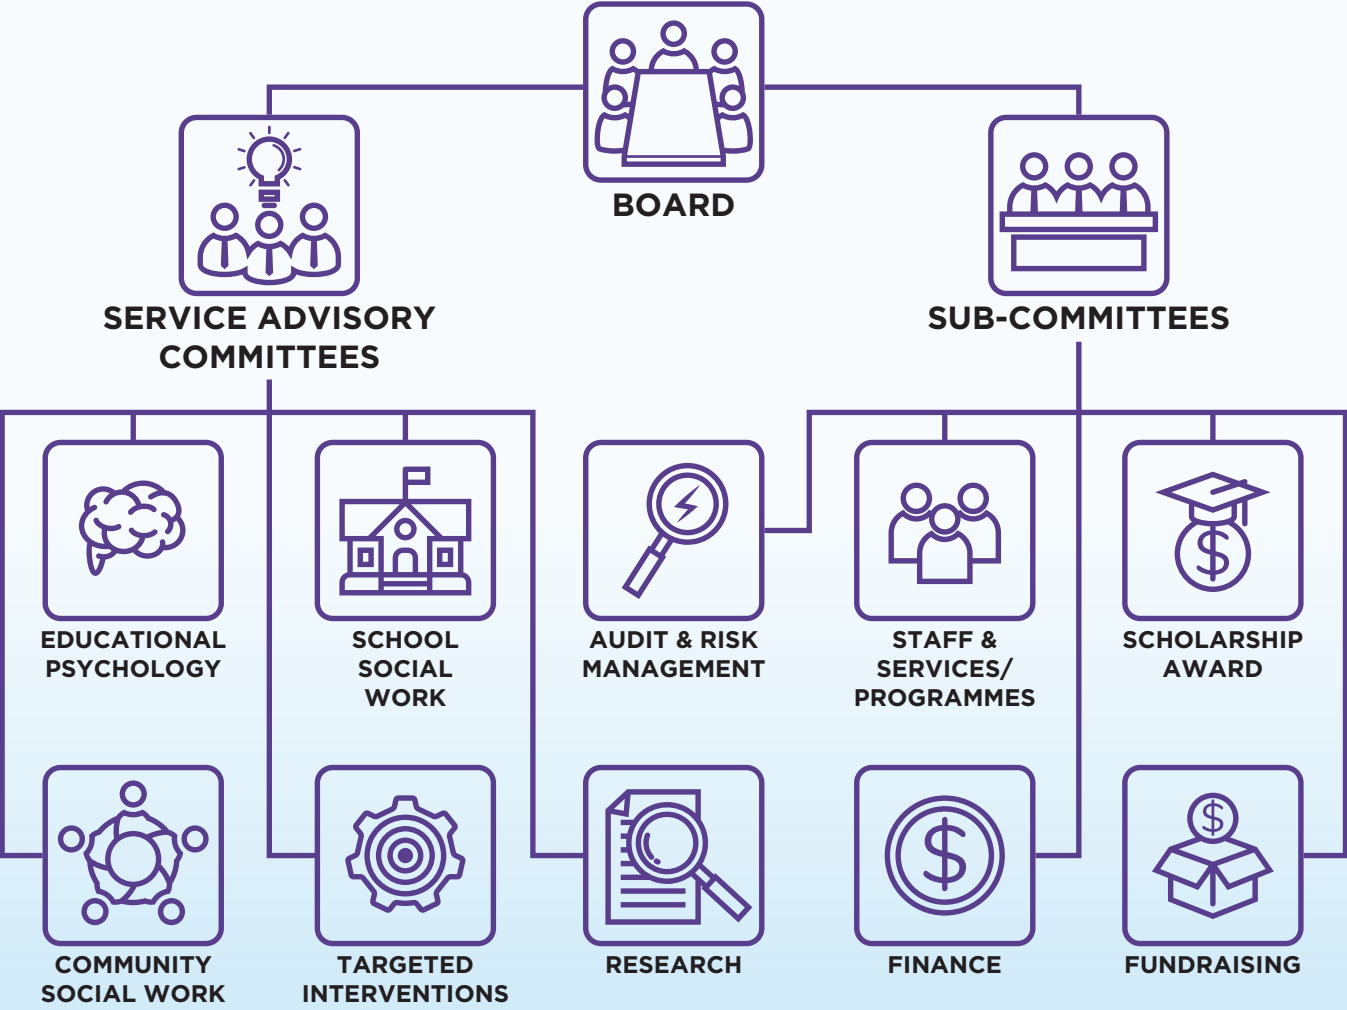 BOARD
SERVICE ADVISORY
COMMITTEES
SUB-COMMITTEES
EDUCATIONAL
PSYCHOLOGY
SCHOOL
SOCIAL
WORK
AUDIT & RISK
MANAGEMENT
STAFF &
SERVICES/
PROGRAMMES
SCHOLARSHIP
AWARD
COMMUNITY
SOCIAL WORK
TARGETED
INTERVENTIONS
RESEARCH
FINANCE
FUNDRAISING